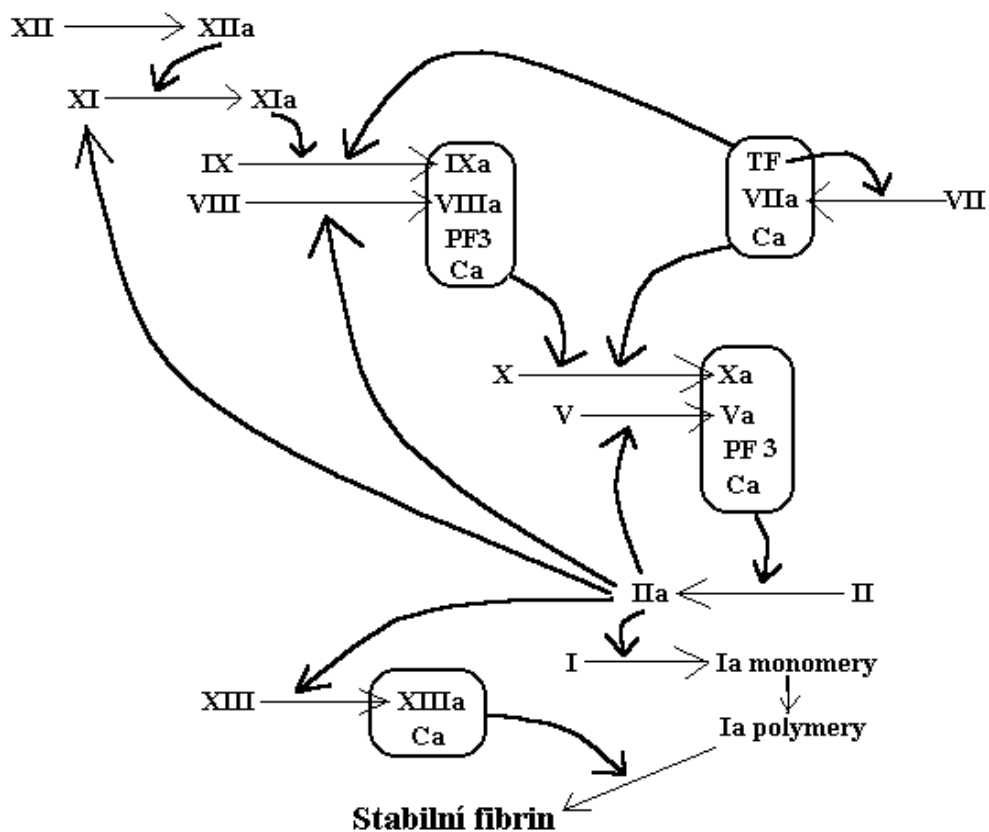 XII XIIa
XI XIa
IX IXa TF
VIII VIIIa VIIa VII
PF3 Ca
Ca
X Xa
V Va
PF 3
Ca
IIa II
I Ia monomery
XIII XIIIa
Ca Ia polymery
Stabilní fibrin